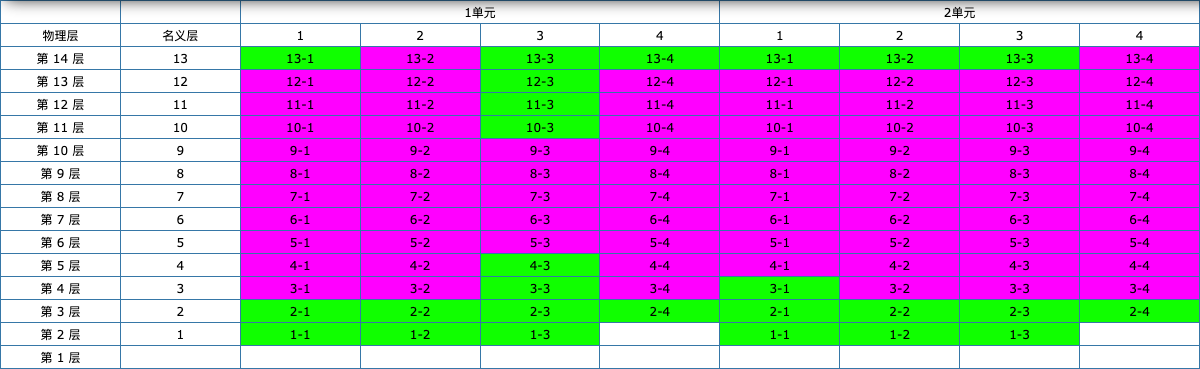 1单元 2单元
物理层 名义层 1 2 3 4 1 2 3 4
第 14 层 13 13-1 13-2 13-3 13-4 13-1 13-2 13-3 13-4
第 13 层 12 12-1 12-2 12-3 12-4 12-1 12-2 12-3 12-4
第 12 层 11 11-1 11-2 11-3 11-4 11-1 11-2 11-3 11-4
第 11 层 10 10-1 10-2 10-3 10-4 10-1 10-2 10-3 10-4
第 10 层 9 9-1 9-2 9-3 9-4 9-1 9-2 9-3 9-4
第 9 层 8 8-1 8-2 8-3 8-4 8-1 8-2 8-3 8-4
第 8 层 7 7-1 7-2 7-3 7-4 7-1 7-2 7-3 7-4
第 7 层 6 6-1 6-2 6-3 6-4 6-1 6-2 6-3 6-4
第 6 层 5 5-1 5-2 5-3 5-4 5-1 5-2 5-3 5-4
第 5 层 4 4-1 4-2 4-3 4-4 4-1 4-2 4-3 4-4
第 4 层 3 3-1 3-2 3-3 3-4 3-1 3-2 3-3 3-4
第 3 层 2 2-1 2-2 2-3 2-4 2-1 2-2 2-3 2-4
第 2 层 1 1-1 1-2 1-3 1-1 1-2 1-3
第 1 层